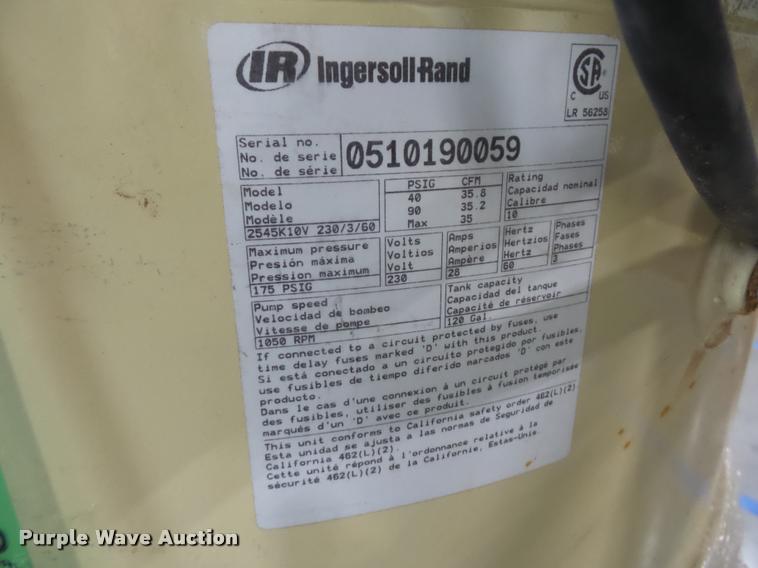 IR Ingersoll-Rand
CSA
®
C US
LR 56258
Serial no.
No. de serie
No. de série
0510190059
Model
Modelo
Modèle
2545K10V 230/3/60
PSIG CFM
40 35.8
90 35.2
Max 35
Rating
Capacidad nominal
Calibre
10
Maximum pressure
Presión máxima
Pression maximum
175 PSIG
Volts
Voltios
Volt
230
Amps
Amperios
Ampère
28
Hertz
Hertzios
Hertz
60
Phases
Fases
Phases
3
Pump speed
Velocidad de bombeo
Vitesse de pompe
1050 RPM
Tank capacity
Capacidad del tanque
Capacité de réservoir
120 Gal.
If connected to a circuit protected by fuses, use
time delay fuses marked 'D' with this product.
Si está conectado a un circuito protegido por fusibles,
use fusibles de tiempo diferido marcados 'D' con este
producto.
Dans le cas d'une connexion à un circuit protégé par
des fusibles, utiliser des fusibles à fusion temporisée
marqués d'un 'D' avec ce produit.
This unit conforms to California safety order 462(L)(2)
Esta unidad se ajusta a las normas de Seguridad de
California 462(L)(2)
Cette unité répond à l'ordonnance relative à la
sécurité 462(L)(2) de la Californie, Estas-Unis.
Purple Wave Auction